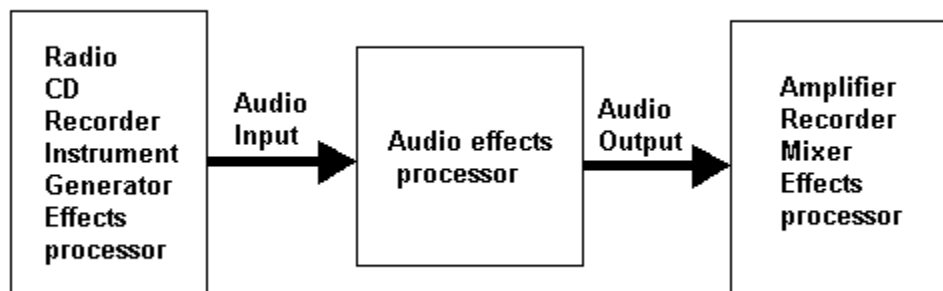 Radio
CD
Recorder
Instrument
Generator
Effects
processor
Audio
Input
Audio effects
processor
Audio
Output
Amplifier
Recorder
Mixer
Effects
processor